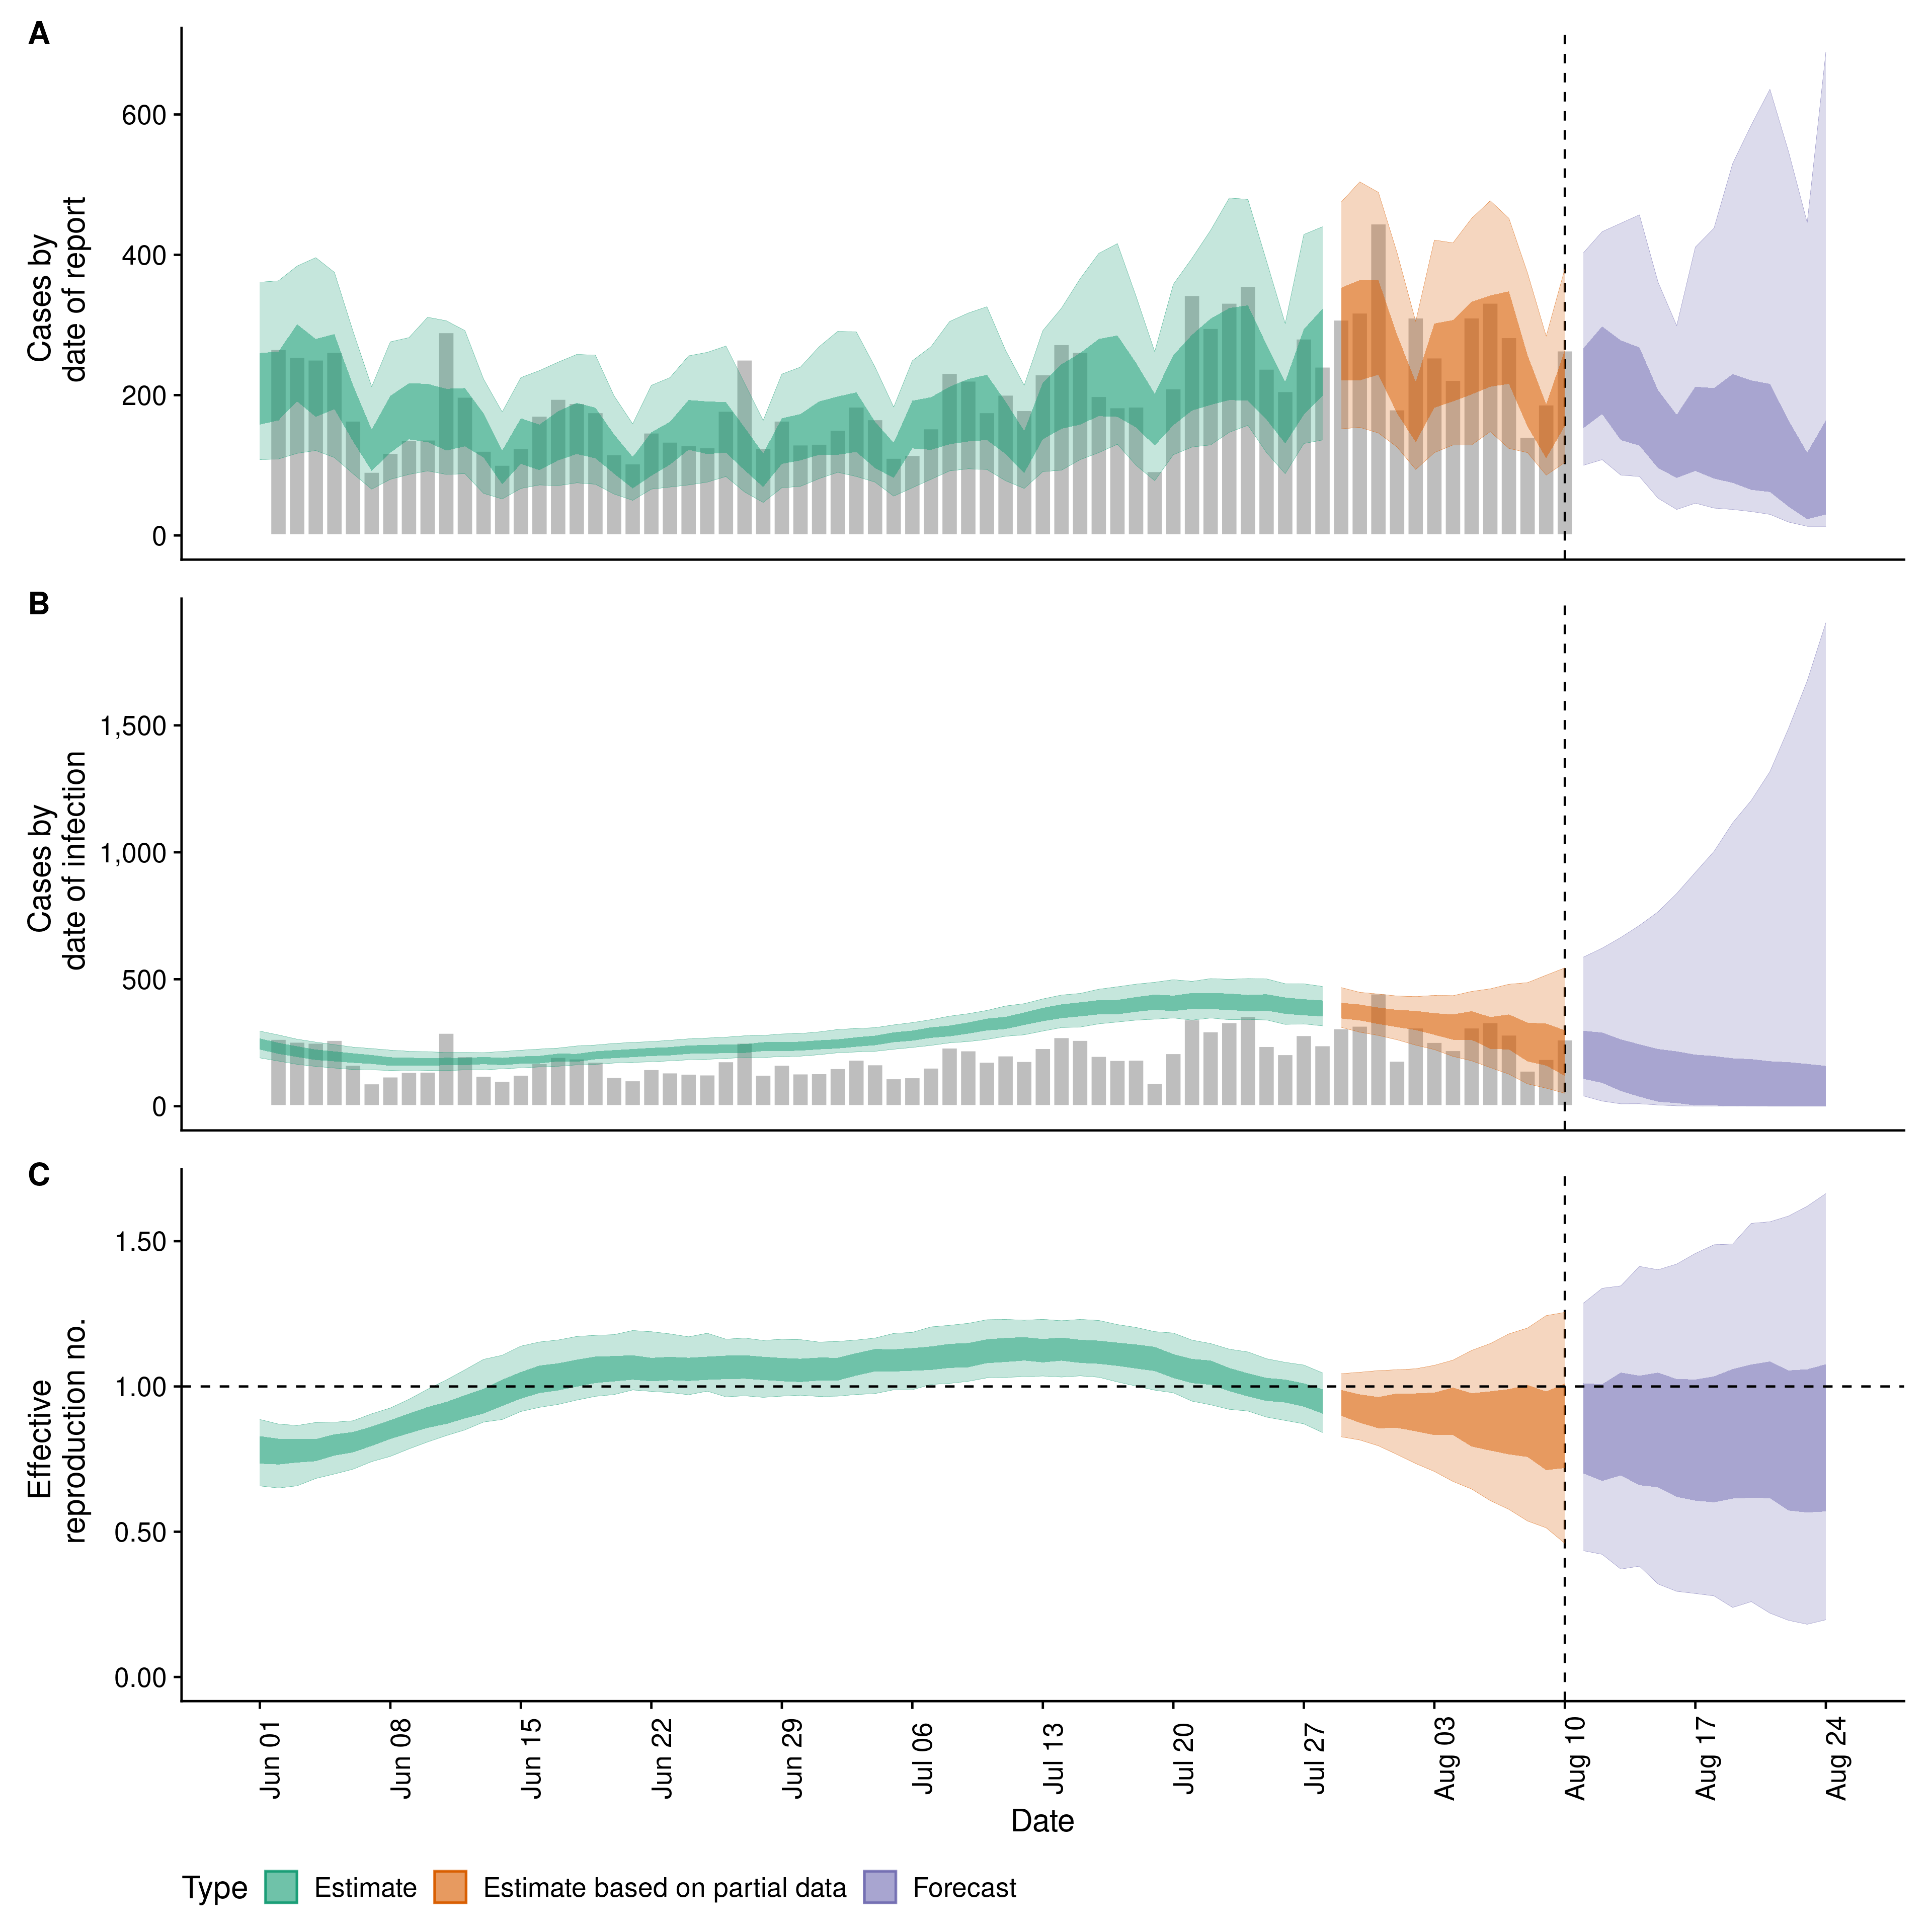 A
Cases by
date of report
600
400
200
0
B
Cases by
date of infection
1,500
1,000
500
0
C
Effective
reproduction no.
1.50
1.00
0.50
0.00
Jun 01
Jun 08
Jun 15
Jun 22
Jun 29
Jul 06
Jul 13
Jul 20
Jul 27
Aug 03
Aug 10
Aug 17
Aug 24
Date
Type Estimate Estimate based on partial data Forecast